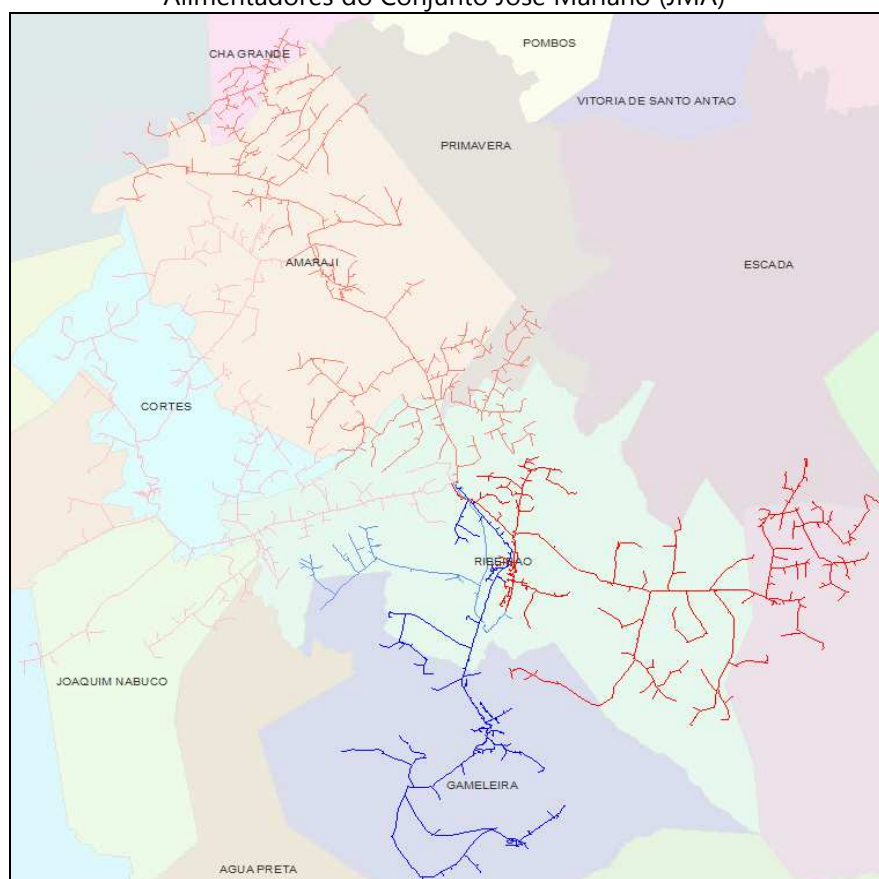 Alimentadores do Conjunto José Mariano (JMA)
CHA GRANDE
POMBOS
VITORIA DE SANTO ANTAO
PRIMAVERA
AMARAJI
ESCADA
CORTES
RIBEIRAO
JOAQUIM NABUCO
GAMELEIRA
AGUA PRETA